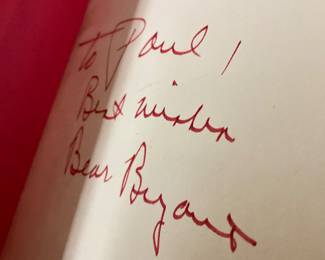 To Paul!
Best wishes
Bear Bryant